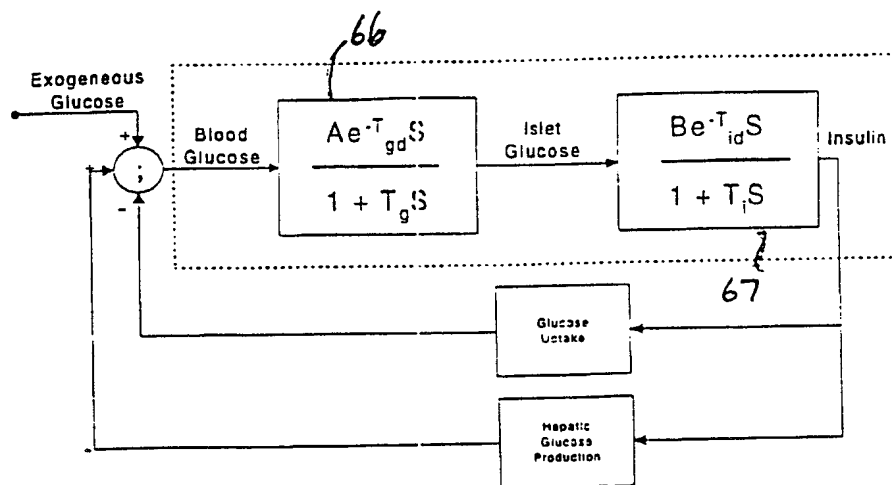 66
Exogeneous
Glucose
+
Blood
Glucose
Ae^-T_gd S
1 + T_g S
Islet
Glucose
Be^-T_id S
1 + T_i S
Insulin
+
;
-
67
Glucose
Uptake
Hepatic
Glucose
Production
-